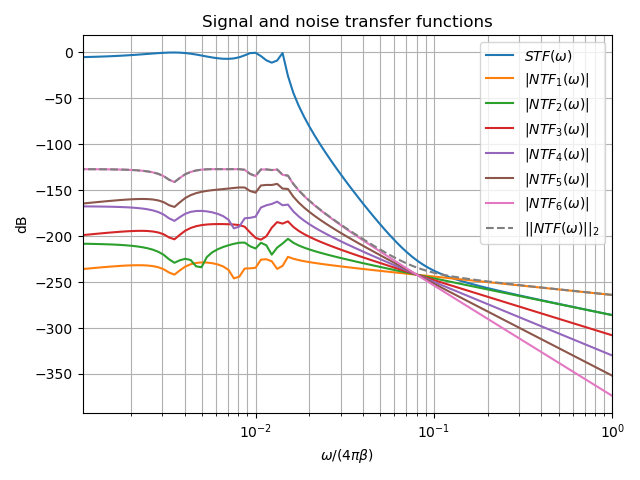 Signal and noise transfer functions
dB
0
−50
−100
−150
−200
−250
−300
−350
STF(ω)
|NTF₁(ω)|
|NTF₂(ω)|
|NTF₃(ω)|
|NTF₄(ω)|
|NTF₅(ω)|
|NTF₆(ω)|
||NTF(ω)||₂
10⁻² 10⁻¹ 10⁰
ω/(4πβ)